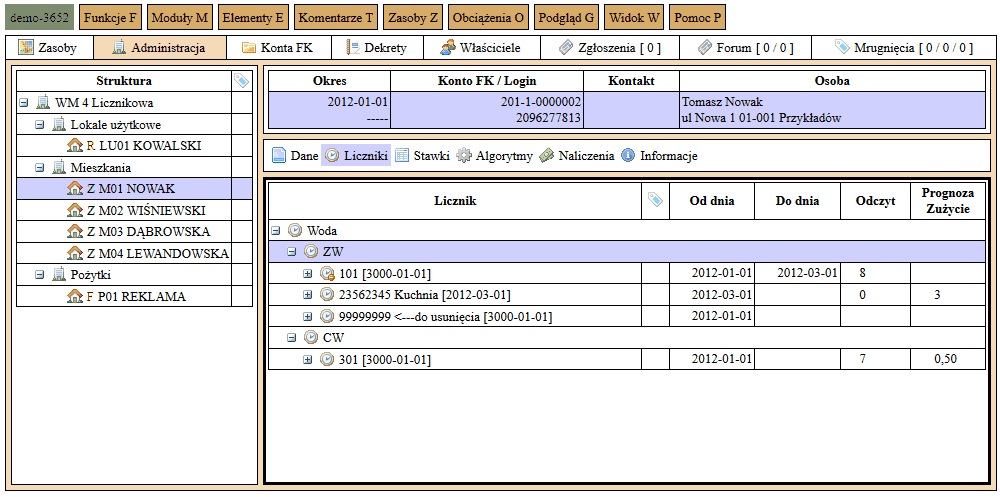 demo-3652 Funkcje F Moduły M Elementy E Komentarze T Zasoby Z Obciążenia O Podgląd G Widok W Pomoc P
Zasoby Administracja Konta FK Dekrety Właściciele Zgłoszenia [ 0 ] Forum [ 0 / 0 ] Mrugnięcia [ 0 / 0 / 0 ]
Struktura
WM 4 Licznikowa
Lokale użytkowe
R LU01 KOWALSKI
Mieszkania
Z M01 NOWAK
Z M02 WIŚNIEWSKI
Z M03 DĄBROWSKA
Z M04 LEWANDOWSKA
Pożytki
F P01 REKLAMA
Okres Konto FK / Login Kontakt Osoba
2012-01-01 201-1-0000002 Tomasz Nowak
----- 2096277813 ul Nowa 1 01-001 Przykładów
Dane Liczniki Stawki Algorytmy Naliczenia Informacje
Licznik Od dnia Do dnia Odczyt Prognoza
Zużycie
Woda
ZW
101 [3000-01-01] 2012-01-01 2012-03-01 8
23562345 Kuchnia [2012-03-01] 2012-03-01 0 3
99999999 <---do usunięcia [3000-01-01] 2012-01-01
CW
301 [3000-01-01] 2012-01-01 7 0,50